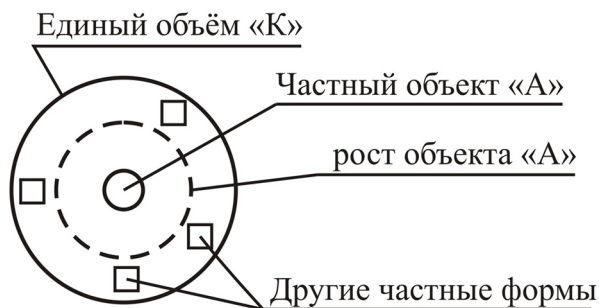 Единый объём «К»
Частный объект «А»
рост объекта «А»
Другие частные формы